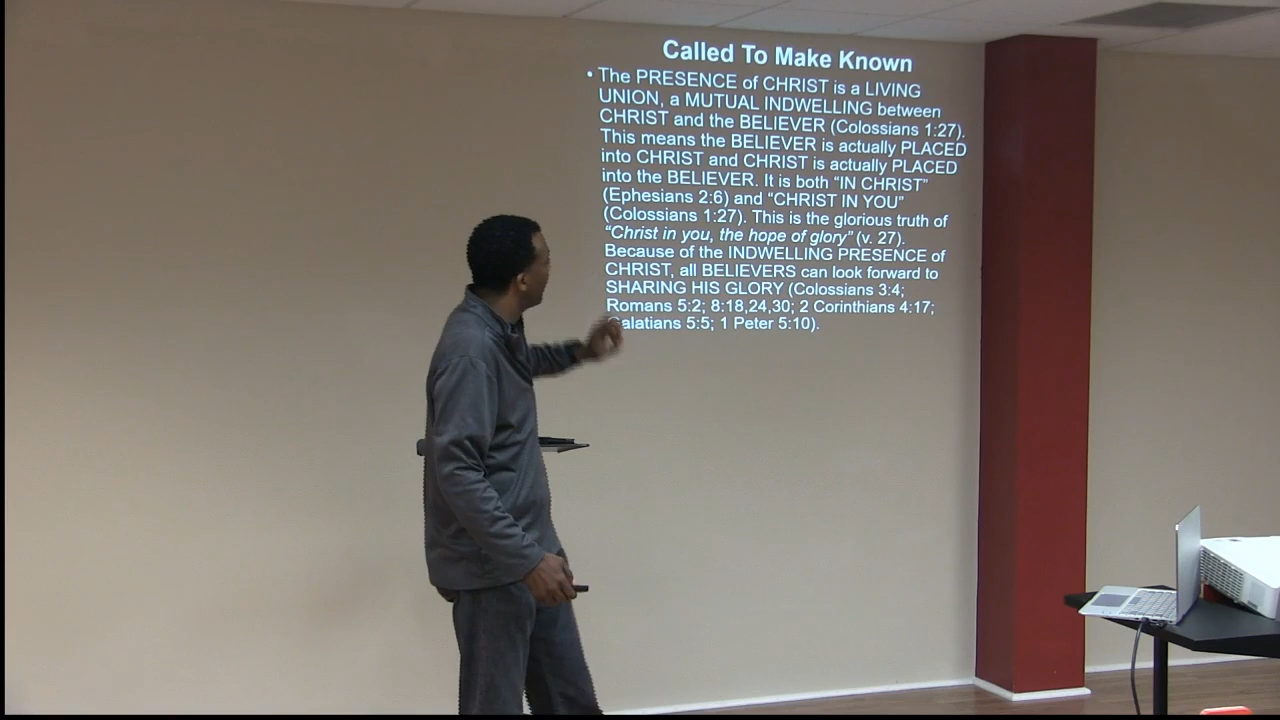 Called To Make Known
• The PRESENCE of CHRIST is a LIVING
UNION, a MUTUAL INDWELLING between
CHRIST and the BELIEVER (Colossians 1:27).
This means the BELIEVER is actually PLACED
into CHRIST and CHRIST is actually PLACED
into the BELIEVER. It is both “IN CHRIST”
(Ephesians 2:6) and “CHRIST IN YOU”
(Colossians 1:27). This is the glorious truth of
“Christ in you, the hope of glory” (v. 27).
Because of the INDWELLING PRESENCE of
CHRIST, all BELIEVERS can look forward to
SHARING HIS GLORY (Colossians 3:4;
Romans 5:2; 8:18,24,30; 2 Corinthians 4:17;
Galatians 5:5; 1 Peter 5:10).